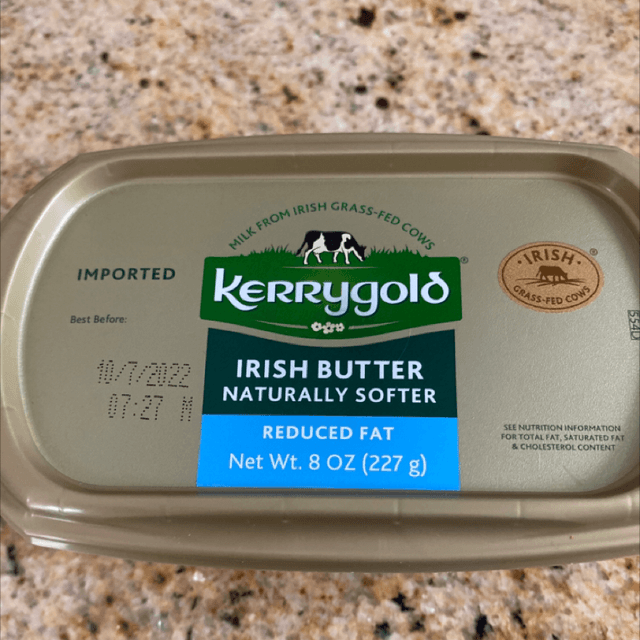 MILK FROM IRISH GRASS-FED COWS
Kerrygold®
IRISH BUTTER
NATURALLY SOFTER
REDUCED FAT
Net Wt. 8 OZ (227 g)
IMPORTED
Best Before:
10/7/2022
07:27 M
·IRISH· ®
GRASS-FED COWS
SEE NUTRITION INFORMATION
FOR TOTAL FAT, SATURATED FAT
& CHOLESTEROL CONTENT